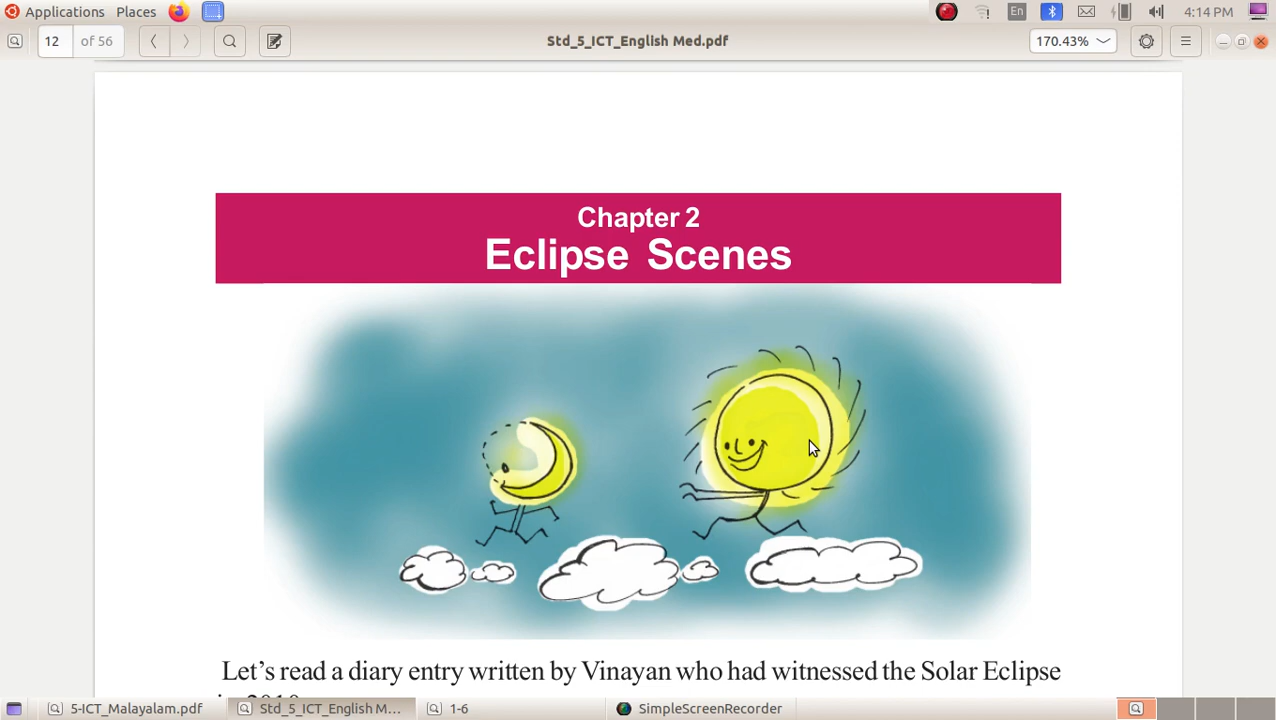 Applications Places En 4:14 PM
12 of 56 Std_5_ICT_English Med.pdf 170.43%
Chapter 2
Eclipse Scenes
Let's read a diary entry written by Vinayan who had witnessed the Solar Eclipse
5-ICT_Malayalam.pdf Std_5_ICT_English M... 1-6 SimpleScreenRecorder